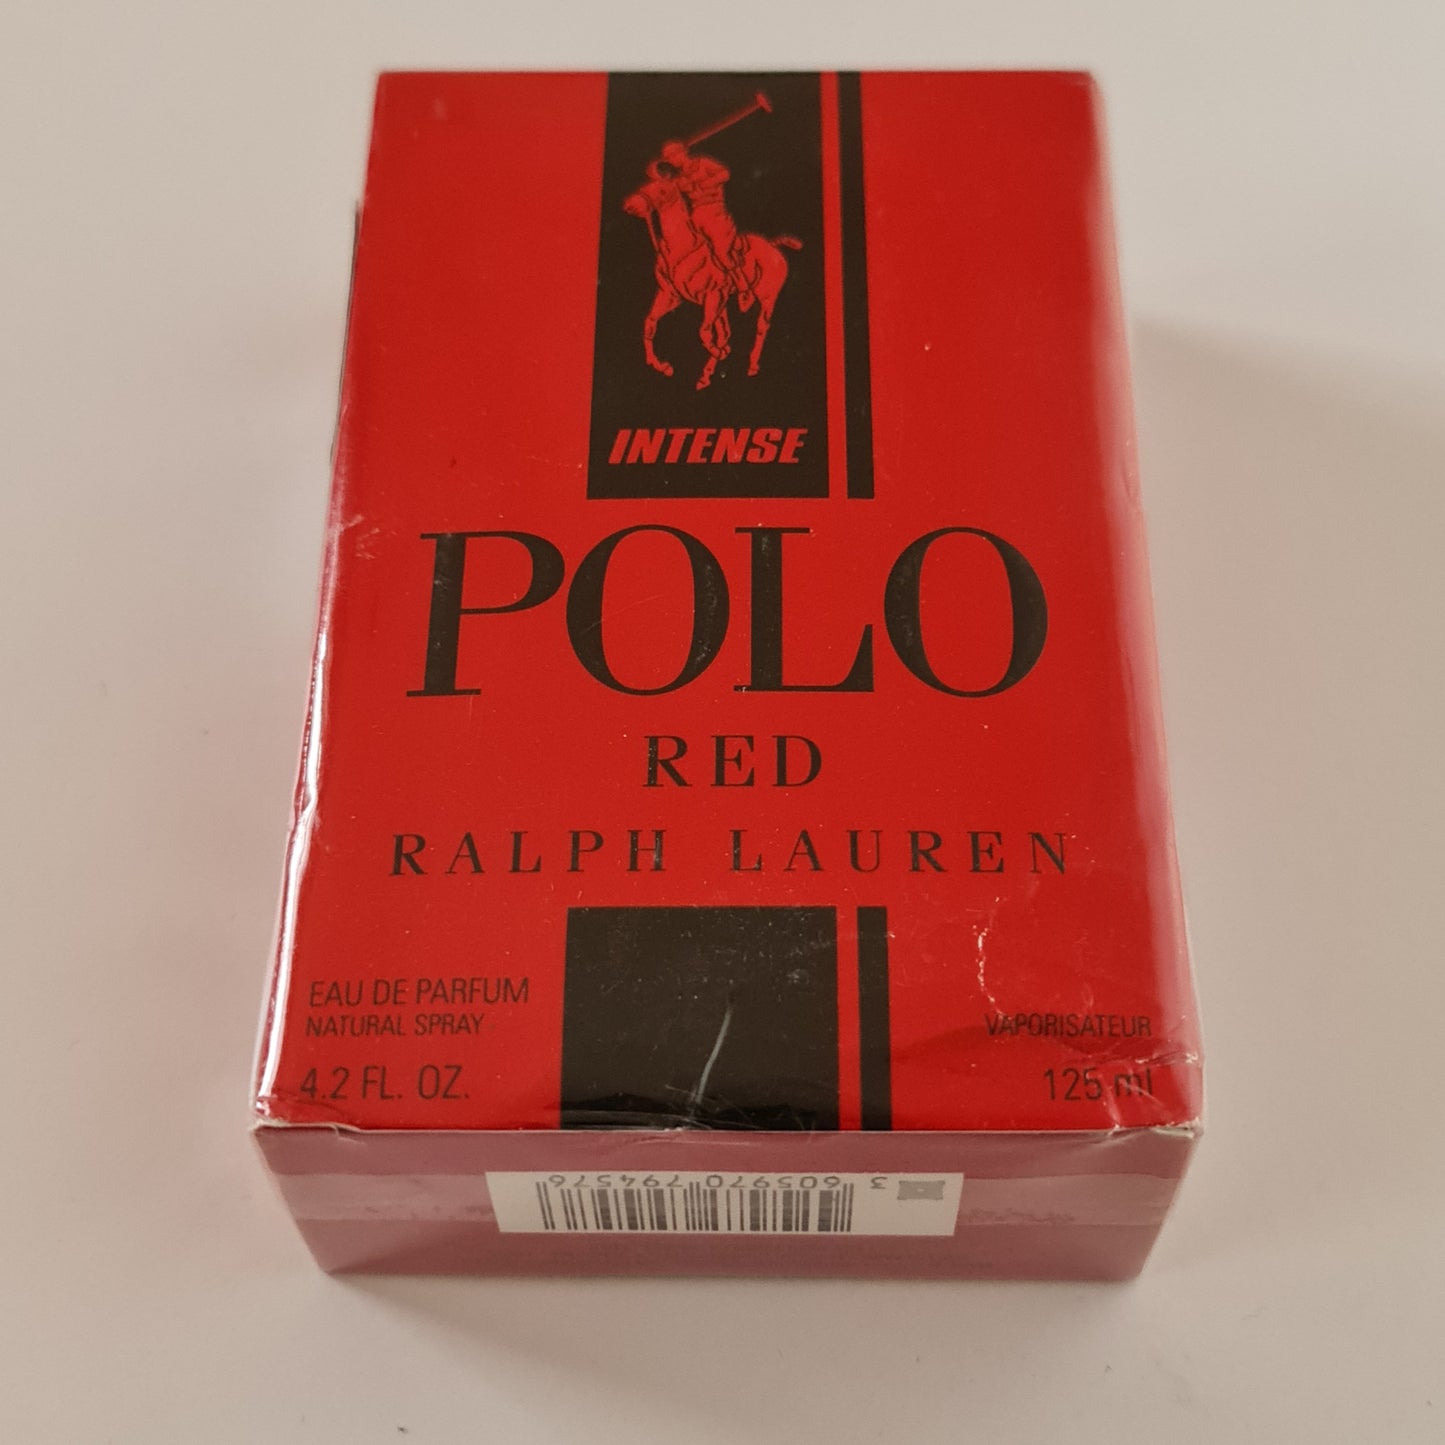 INTENSE
POLO
RED
RALPH LAUREN
EAU DE PARFUM
NATURAL SPRAY
VAPORISATEUR
4.2 FL. OZ.
125 ml
3 605970 794576